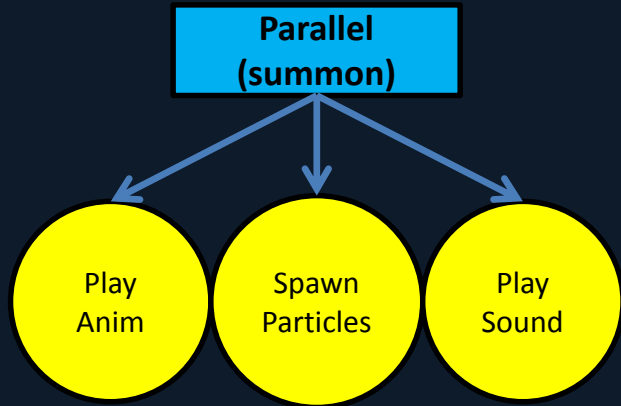 Parallel
(summon)
Play
Anim
Spawn
Particles
Play
Sound